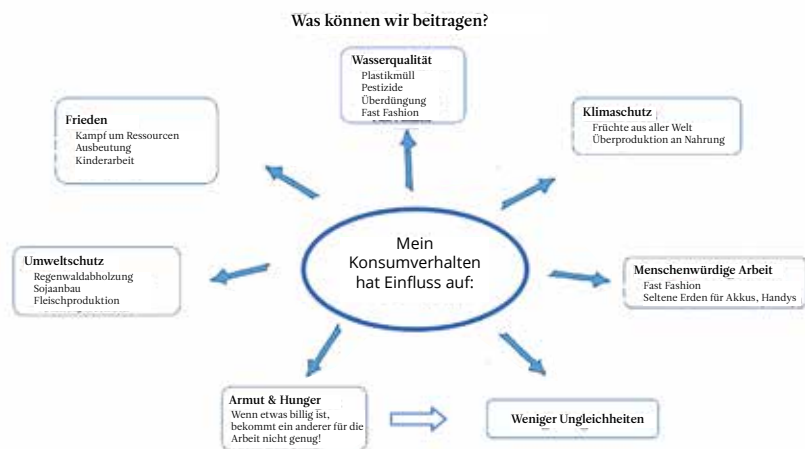 Was können wir beitragen?
Wasserqualität
Plastikmüll
Pestizide
Überdüngung
Fast Fashion
Frieden
Kampf um Ressourcen
Ausbeutung
Kinderarbeit
Klimaschutz
Früchte aus aller Welt
Überproduktion an Nahrung
Mein
Konsumverhalten
hat Einfluss auf:
Umweltschutz
Regenwaldabholzung
Sojaanbau
Fleischproduktion
Menschenwürdige Arbeit
Fast Fashion
Seltene Erden für Akkus, Handys
Armut & Hunger
Wenn etwas billig ist,
bekommt ein anderer für die
Arbeit nicht genug!
Weniger Ungleichheiten